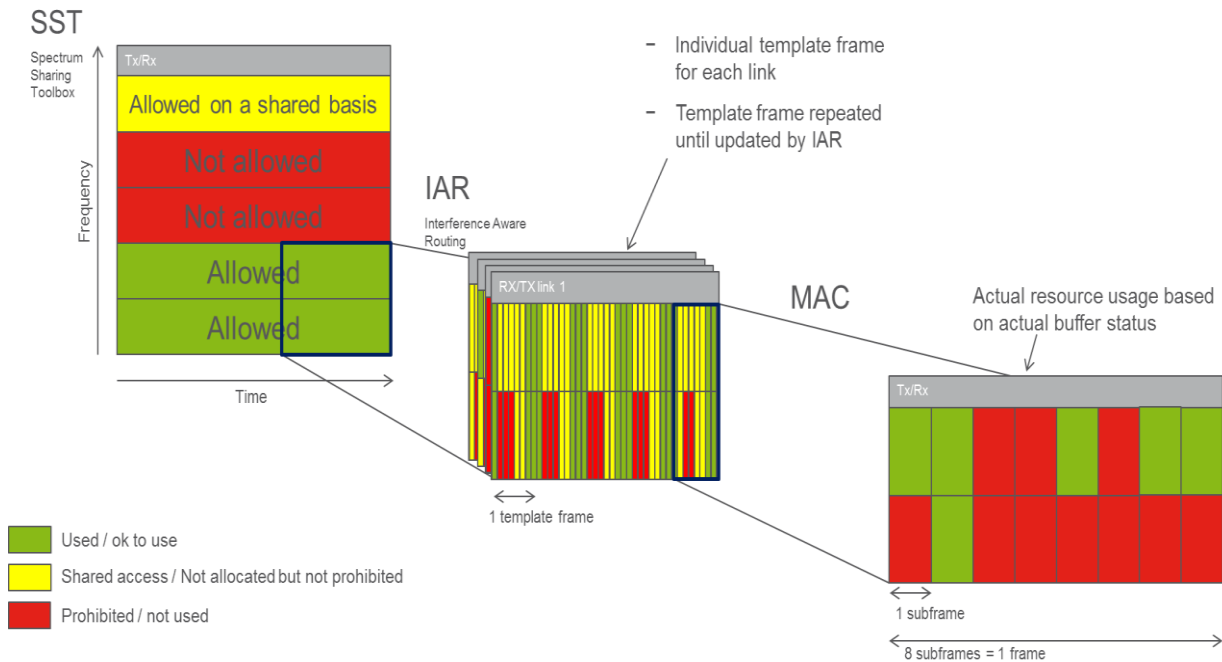 SST
Spectrum
Sharing
Toolbox
Frequency
Tx/Rx
Allowed on a shared basis
Not allowed
Not allowed
Allowed
Allowed
Time
IAR
Interference Aware
Routing
- Individual template frame
for each link
- Template frame repeated
until updated by IAR
RX/TX link 1
1 template frame
MAC
Actual resource usage based
on actual buffer status
Tx/Rx
1 subframe
8 subframes = 1 frame
Used / ok to use
Shared access / Not allocated but not prohibited
Prohibited / not used